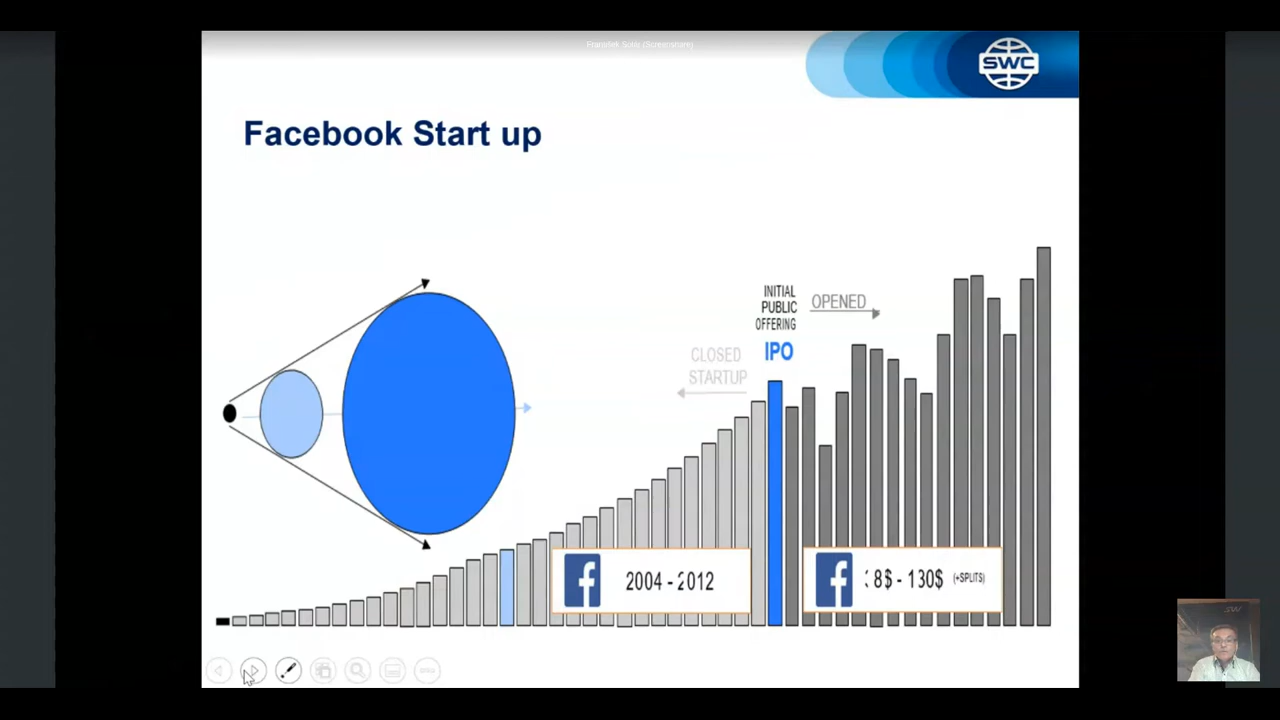 SWC
Facebook Start up
INITIAL
PUBLIC
OFFERING
IPO
OPENED
CLOSED
STARTUP
2004 - 2012
8$ - 130$ (+SPLITS)